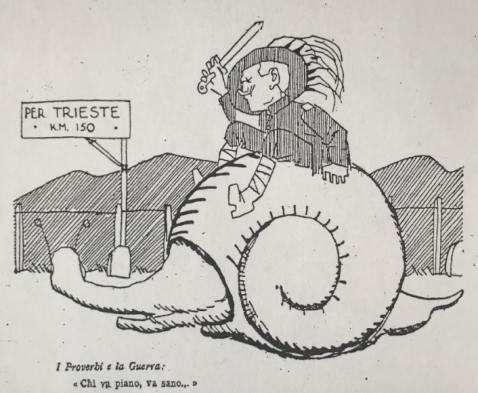 PER TRIESTE
• KM. 150 •
I Proverbi e la Guerra:
« Chi va piano, va sano... »